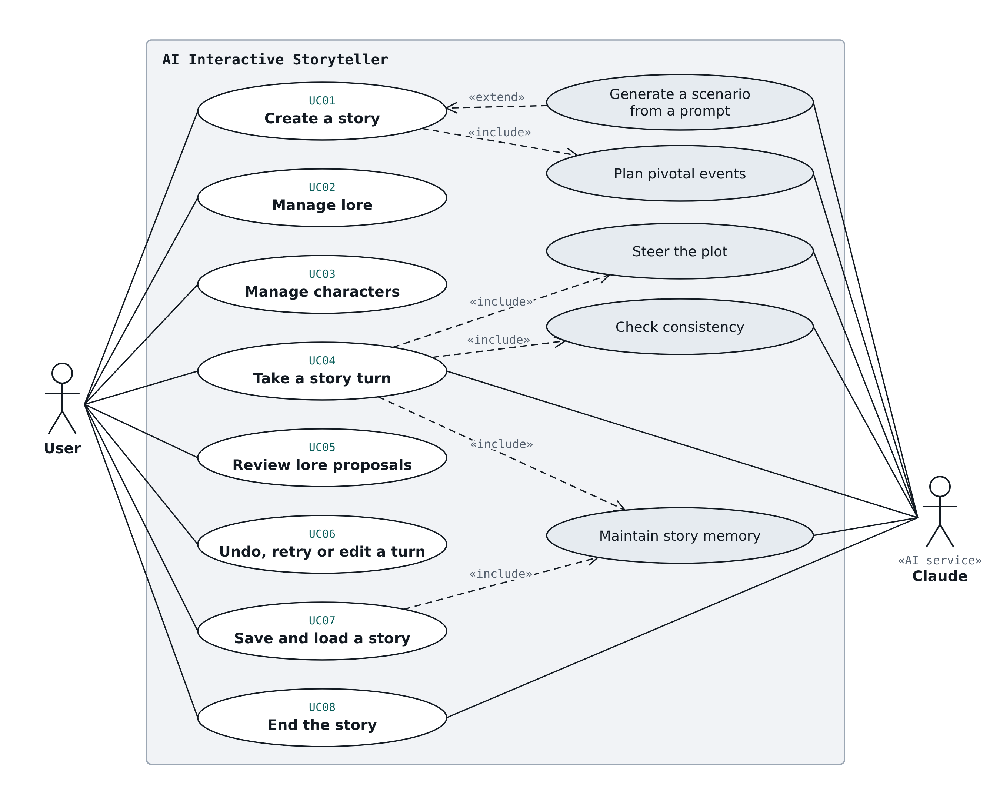 AI Interactive Storyteller
UC01
Create a story
«extend»
Generate a scenario
from a prompt
«include»
Plan pivotal events
UC02
Manage lore
Steer the plot
UC03
Manage characters
«include»
Check consistency
«include»
UC04
Take a story turn
User
UC05
Review lore proposals
«include»
UC06
Undo, retry or edit a turn
Maintain story memory
«AI service»
Claude
«include»
UC07
Save and load a story
UC08
End the story